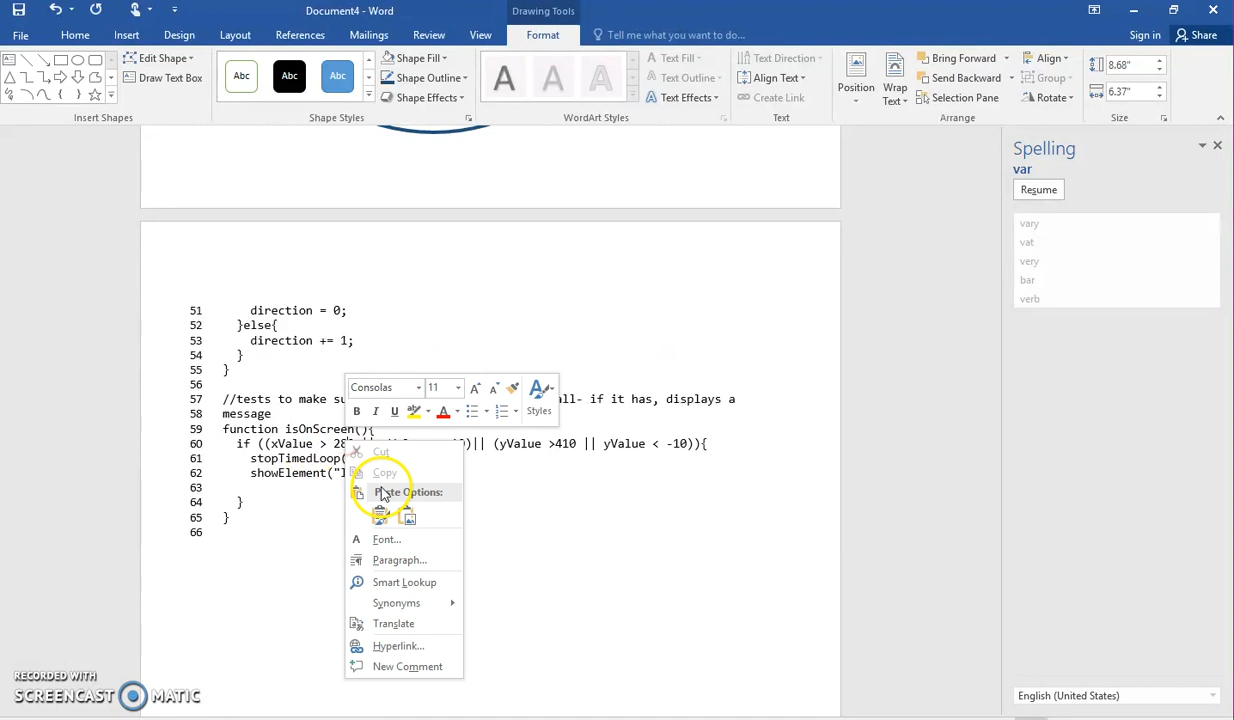 Document4 - Word
Drawing Tools
File
Home
Insert
Design
Layout
References
Mailings
Review
View
Format
Tell me what you want to do...
Sign in
Share
Edit Shape
Draw Text Box
Insert Shapes
Abc
Abc
Abc
Shape Fill
Shape Outline
Shape Effects
Shape Styles
A A A
Text Fill
Text Outline
Text Effects
WordArt Styles
Text Direction
Align Text
Create Link
Text
Position
Wrap
Text
Bring Forward
Send Backward
Selection Pane
Align
Group
Rotate
Arrange
8.68"
6.37"
Size
Spelling
var
Resume
vary
vat
very
bar
verb
English (United States)
51 direction = 0;
52 }else{
53 direction += 1;
54 }
55 }
56
57 //tests to make su all- if it has, displays a
58 message
59 function isOnScreen(){
60 if ((xValue > 28 || (yValue >410 || yValue < -10)){
61 stopTimedLoop(
62 showElement("
63
64 }
65 }
66
Consolas
11
B I U
Styles
Cut
Copy
Paste Options:
Font...
Paragraph...
Smart Lookup
Synonyms
Translate
Hyperlink...
New Comment
RECORDED WITH
SCREENCAST MATIC